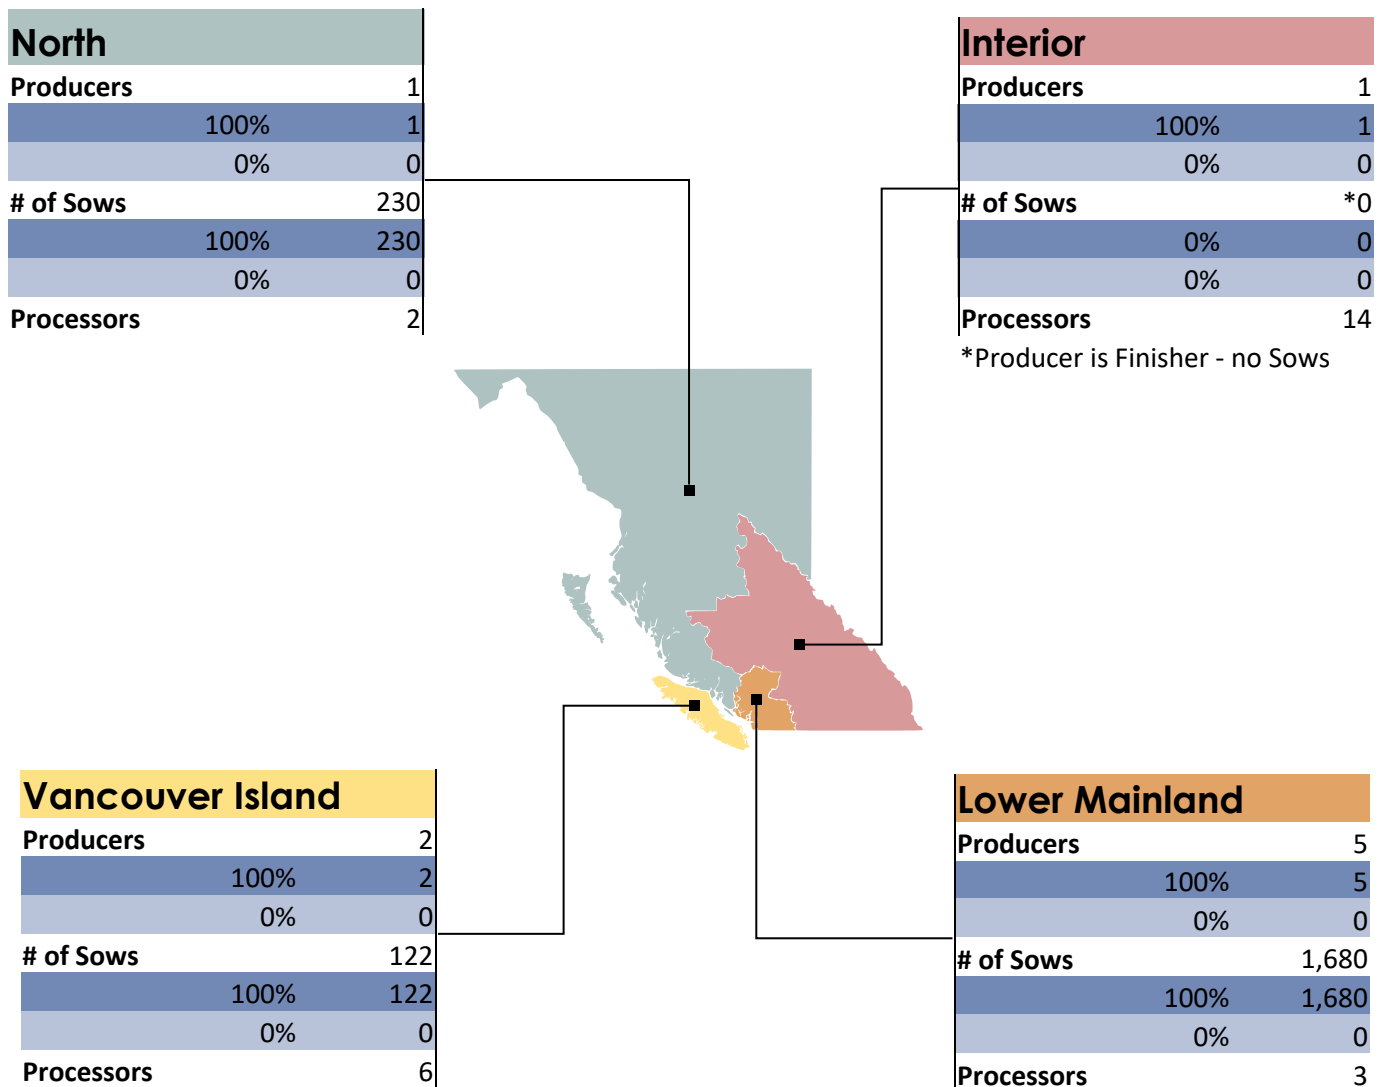 North
Producers 1
100% 1
0% 0
# of Sows 230
100% 230
0% 0
Processors 2
Interior
Producers 1
100% 1
0% 0
# of Sows *0
0% 0
0% 0
Processors 14
*Producer is Finisher - no Sows
Vancouver Island
Producers 2
100% 2
0% 0
# of Sows 122
100% 122
0% 0
Processors 6
Lower Mainland
Producers 5
100% 5
0% 0
# of Sows 1,680
100% 1,680
0% 0
Processors 3